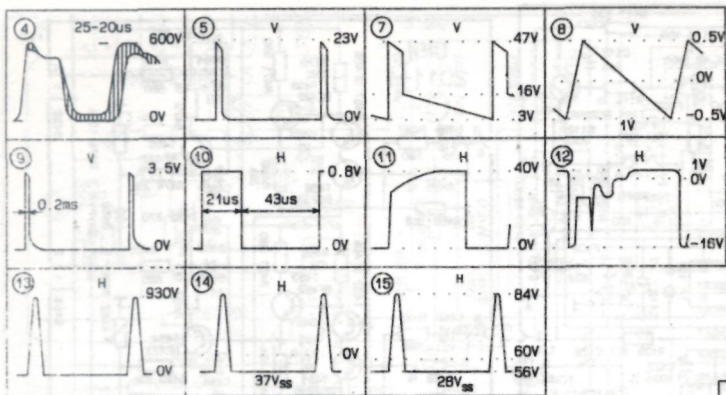 4
25-20us
600V
0V
5
V
23V
0V
7
V
47V
16V
3V
8
V
0.5V
-0.5V
1V
9
V
3.5V
0.2ms
0V
10
H
0.8V
21us
43us
0V
11
H
40V
0V
12
H
1V
0V
-16V
13
H
930V
0V
14
H
0V
37Vss
15
H
84V
60V
56V
28Vss